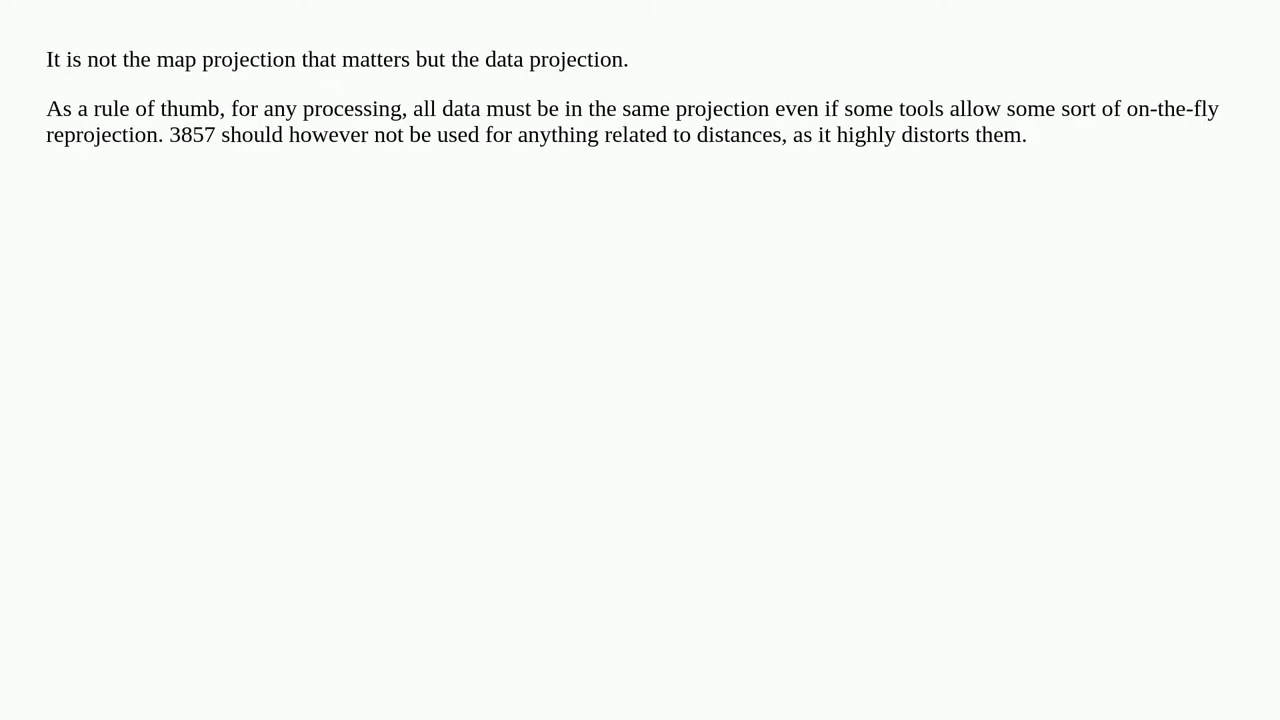 It is not the map projection that matters but the data projection.
As a rule of thumb, for any processing, all data must be in the same projection even if some tools allow some sort of on-the-fly
reprojection. 3857 should however not be used for anything related to distances, as it highly distorts them.